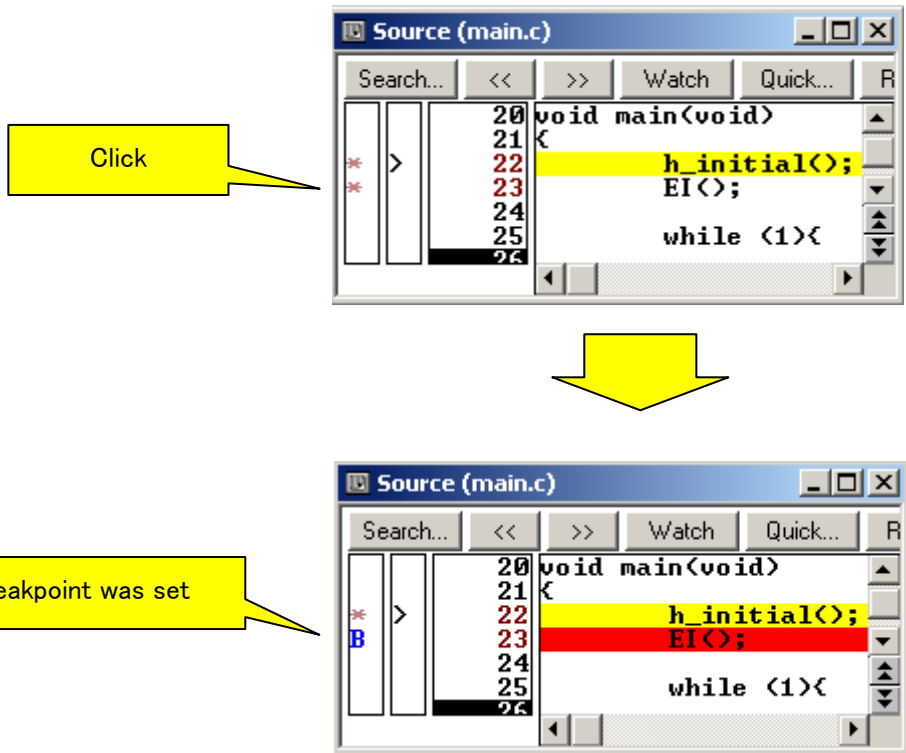 Source (main.c)
Search... << >> Watch Quick... R
20 void main(void)
21 {
Click
* > 22 h_initial();
* 23 EI();
24
25 while (1){
26
Source (main.c)
Search... << >> Watch Quick... R
20 void main(void)
21 {
eakpoint was set
* > 22 h_initial();
B 23 EI();
24
25 while (1){
26